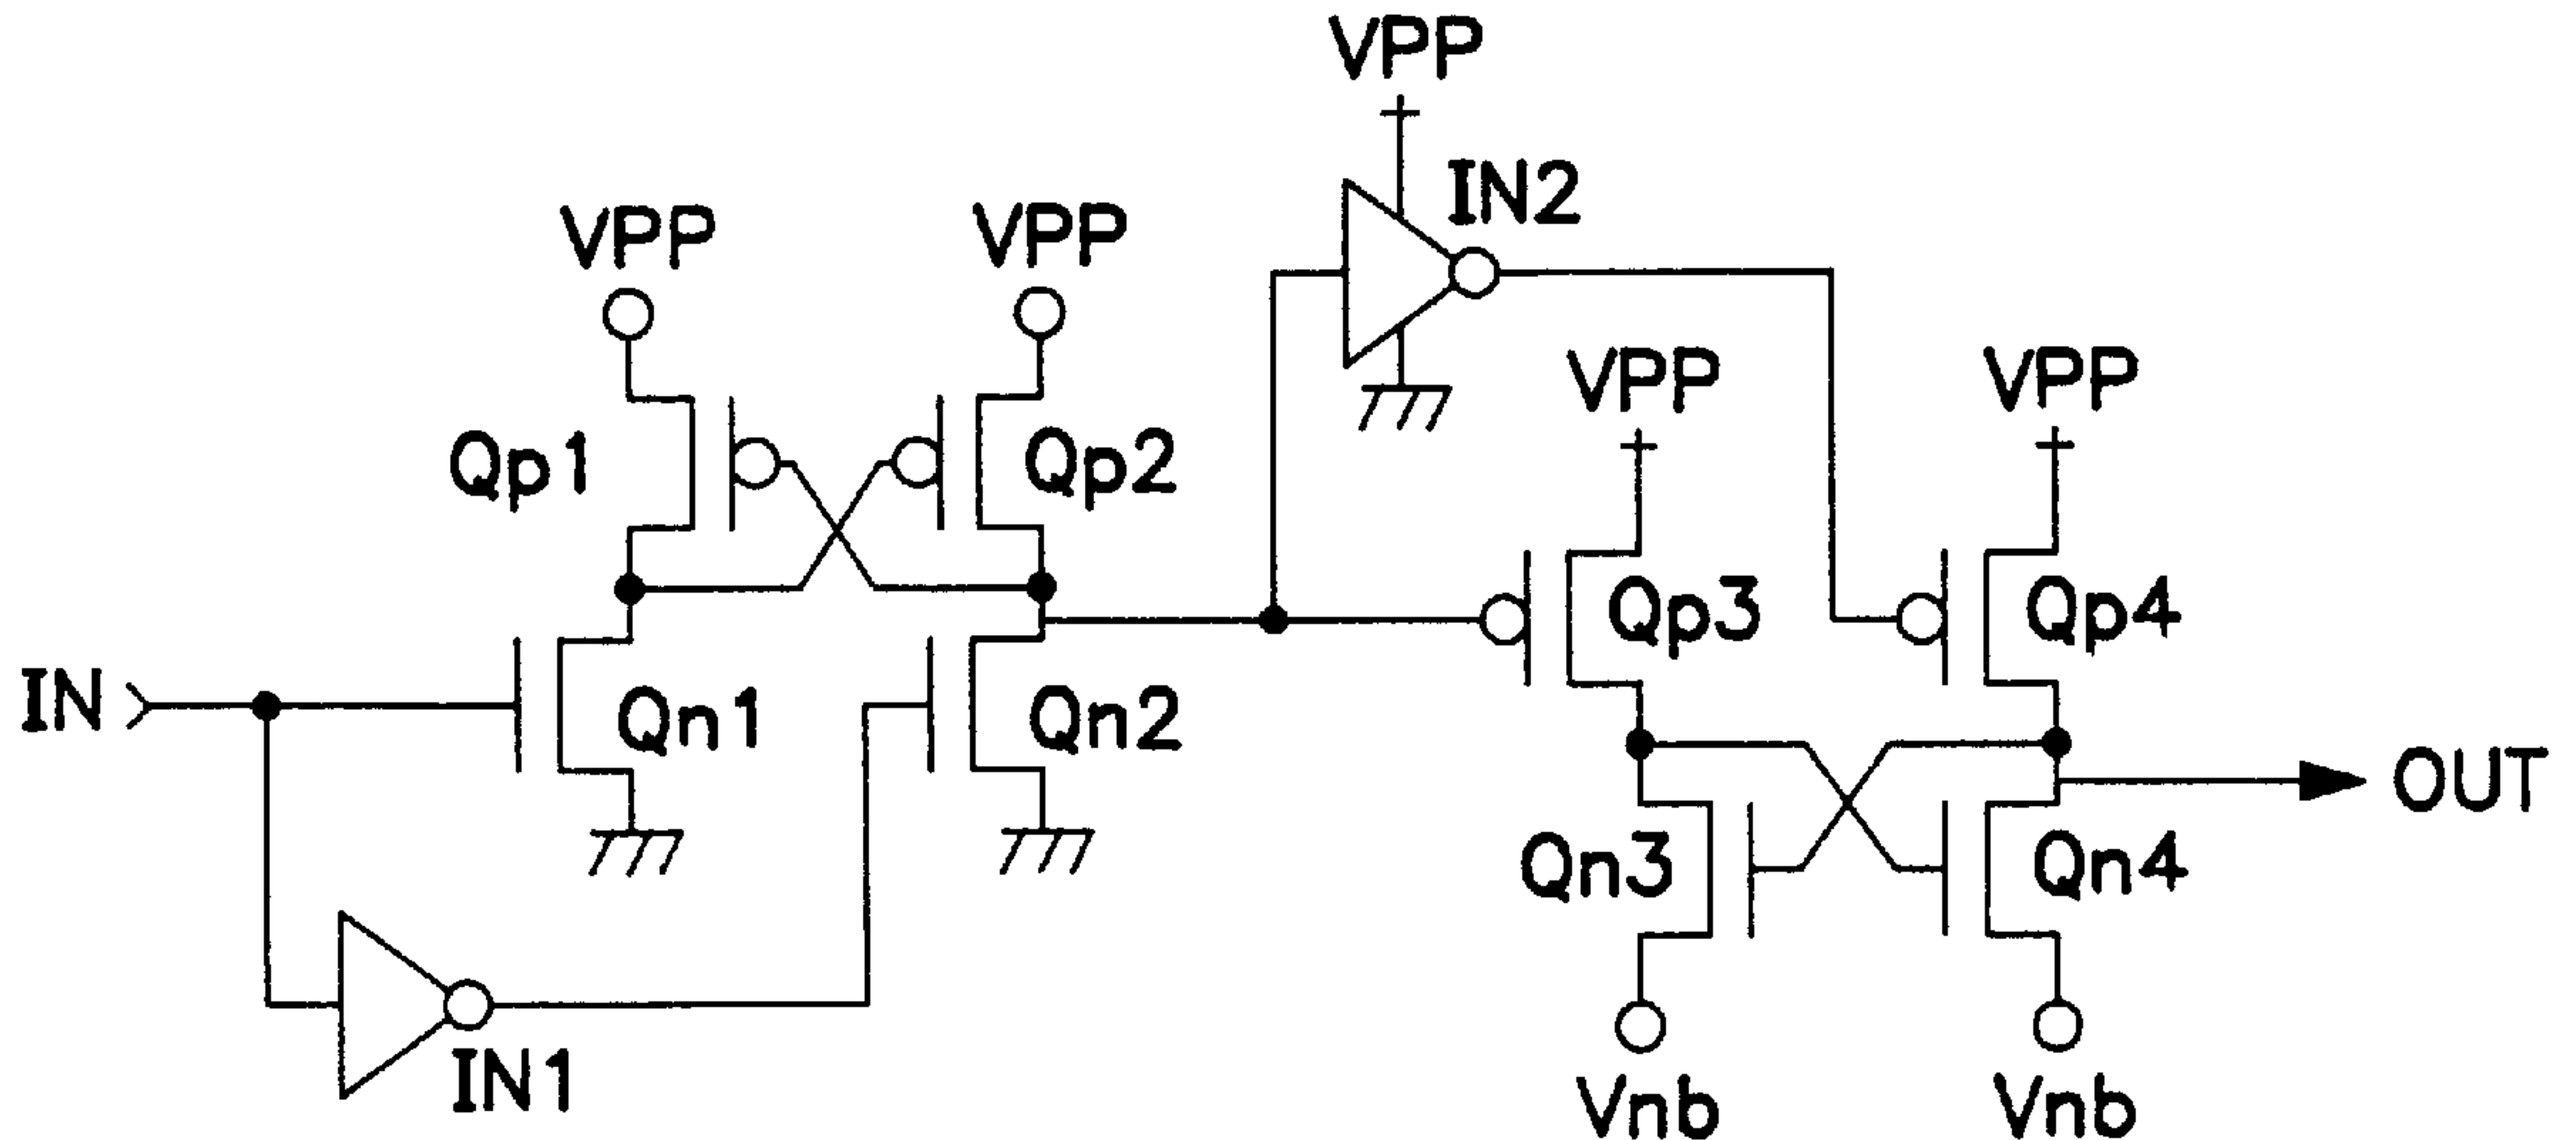 VPP
IN2
VPP
VPP
VPP
VPP
Qp1
Qp2
Qp3
Qp4
IN
Qn1
Qn2
OUT
Qn3
Qn4
IN1
Vnb
Vnb